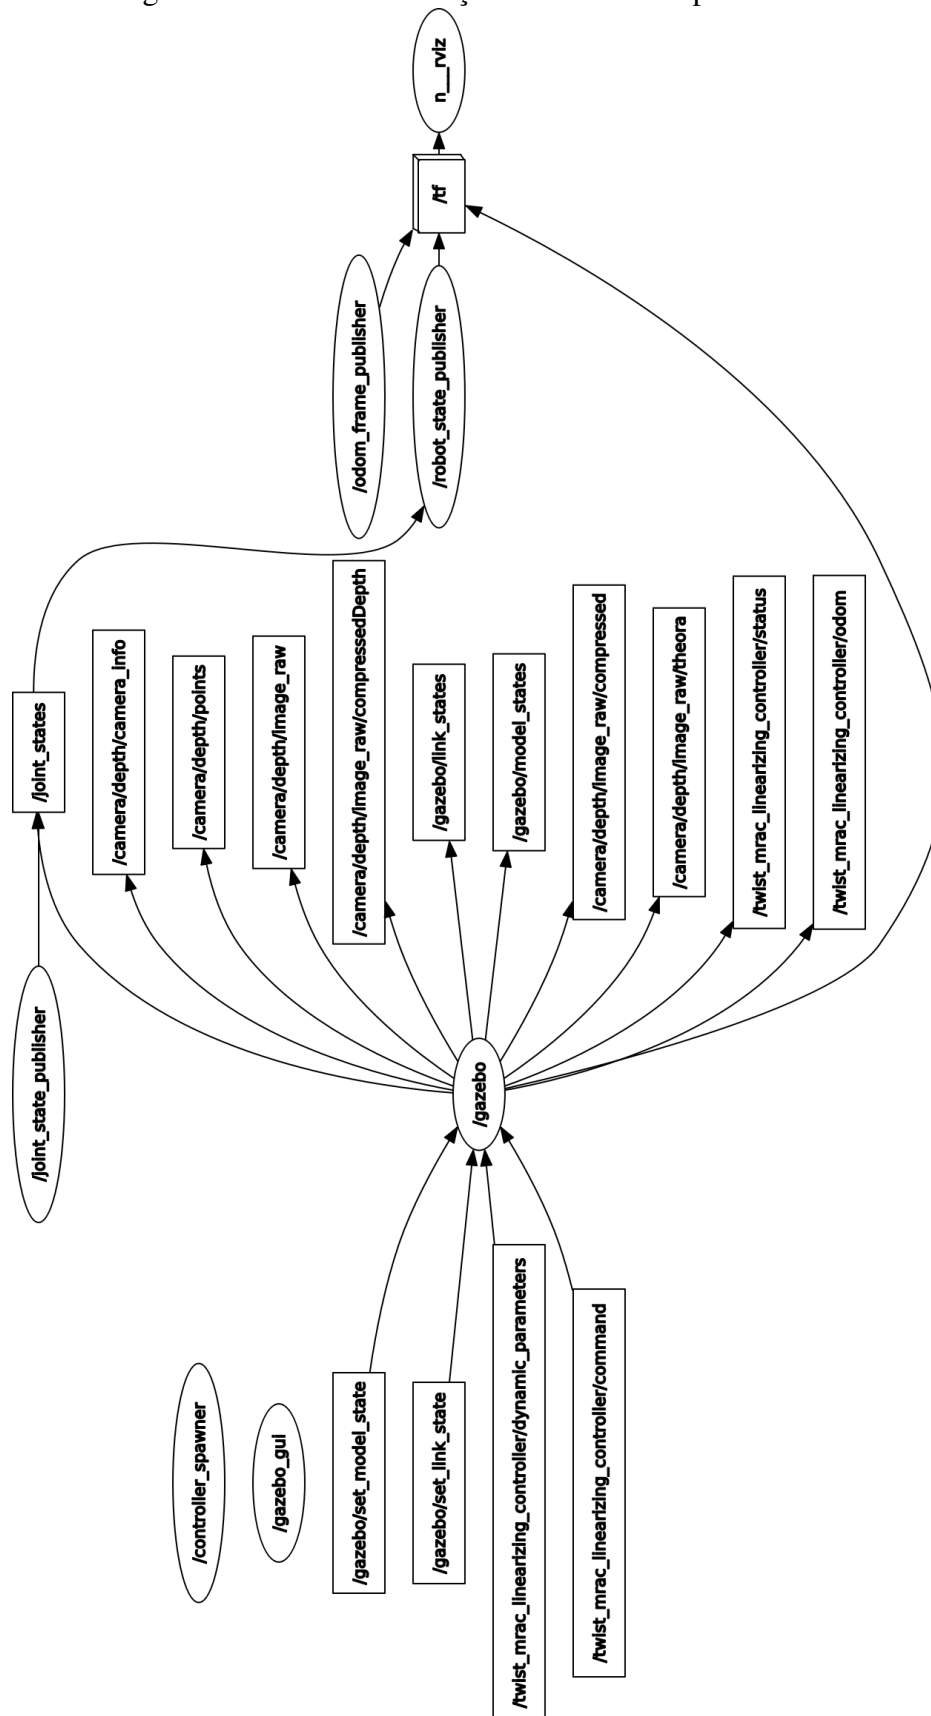 n__rviz
/tf
/odom_frame_publisher
/robot_state_publisher
/joint_states
/camera/depth/camera_info
/camera/depth/points
/camera/depth/image_raw
/camera/depth/image_raw/compressedDepth
/gazebo/link_states
/gazebo/model_states
/camera/depth/image_raw/compressed
/camera/depth/image_raw/theora
/twist_mrac_linearizing_controller/status
/twist_mrac_linearizing_controller/odom
/joint_state_publisher
/gazebo
/controller_spawner
/gazebo_gui
/gazebo/set_model_state
/gazebo/set_link_state
/twist_mrac_linearizing_controller/dynamic_parameters
/twist_mrac_linearizing_controller/command